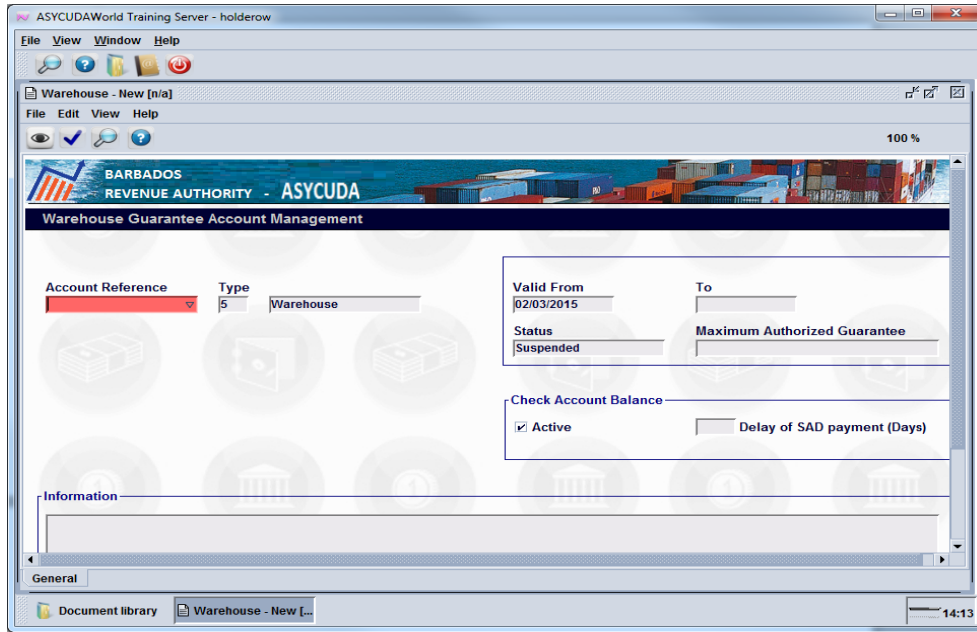 ASYCUDAWorld Training Server - holderow
File View Window Help
Warehouse - New [n/a]
File Edit View Help
100 %
BARBADOS
REVENUE AUTHORITY - ASYCUDA
Warehouse Guarantee Account Management
Account Reference Type Valid From To
5 Warehouse 02/03/2015
Status Maximum Authorized Guarantee
Suspended
Check Account Balance
Active Delay of SAD payment (Days)
Information
General
Document library Warehouse - New [... 14:13